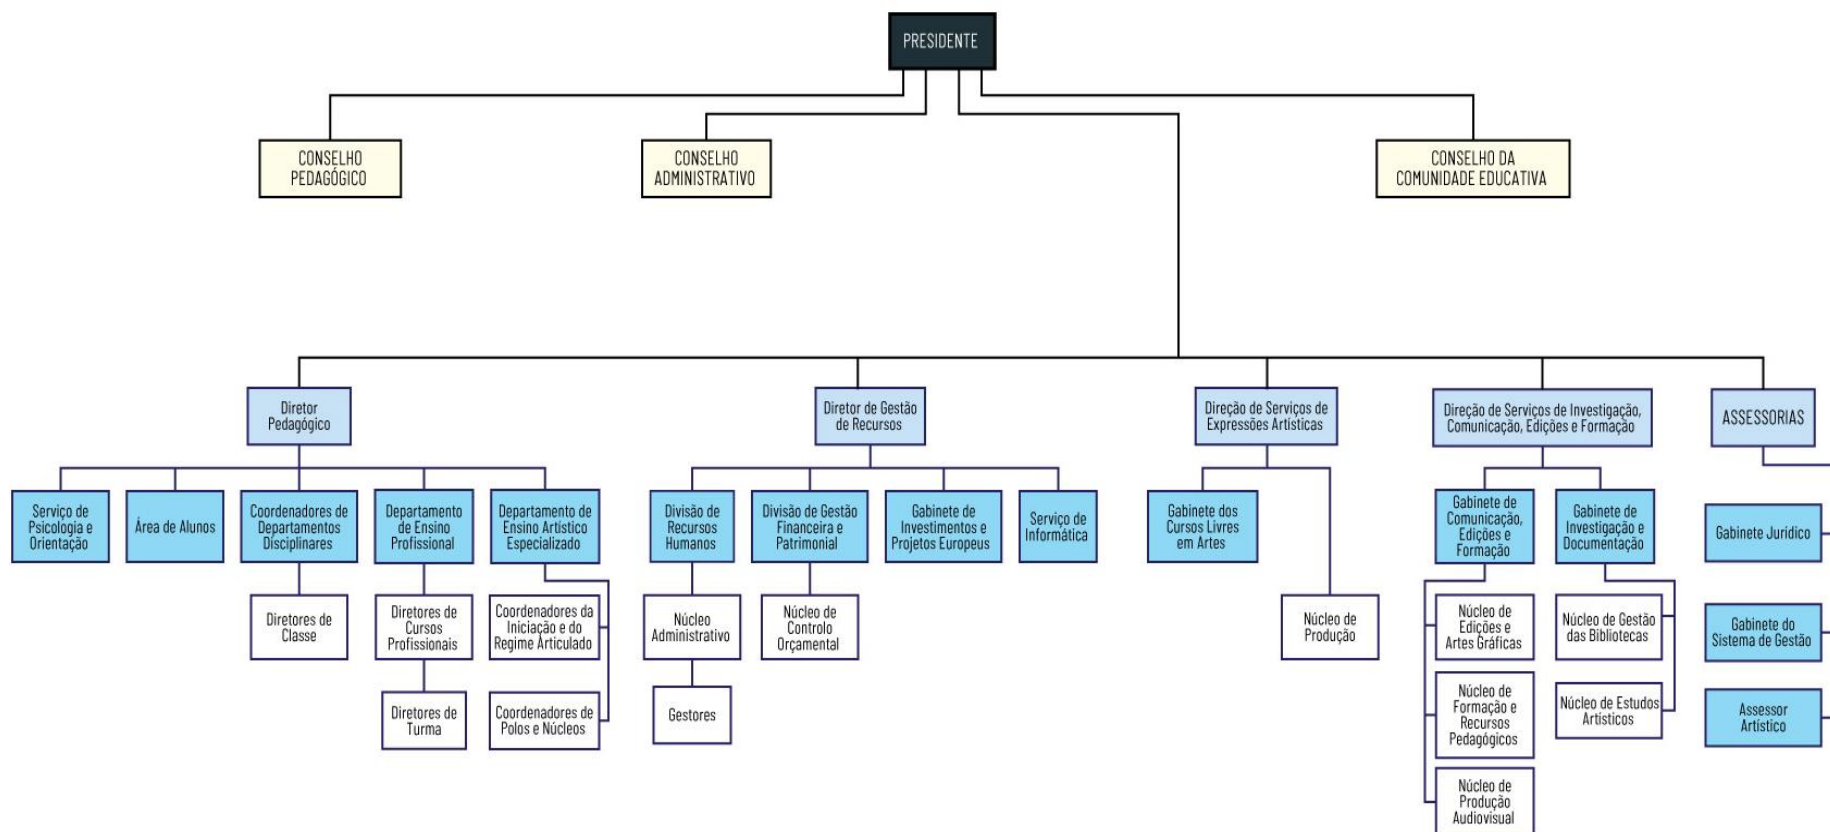 PRESIDENTE
CONSELHO
PEDAGÓGICO
CONSELHO
ADMINISTRATIVO
CONSELHO DA
COMUNIDADE EDUCATIVA
Diretor
Pedagógico
Diretor de Gestão
de Recursos
Direção de Serviços de
Expressões Artísticas
Direção de Serviços de Investigação,
Comunicação, Edições e Formação
ASSESSORIAS
Serviço de
Psicologia e
Orientação
Área de Alunos
Coordenadores de
Departamentos
Disciplinares
Departamento
de Ensino
Profissional
Departamento de
Ensino Artístico
Especializado
Divisão de
Recursos
Humanos
Divisão de Gestão
Financeira e
Patrimonial
Gabinete de
Investimentos e
Projetos Europeus
Serviço de
Informática
Gabinete dos
Cursos Livres
em Artes
Gabinete de
Comunicação,
Edições e
Formação
Gabinete de
Investigação e
Documentação
Gabinete Jurídico
Diretores de
Classe
Diretores de
Cursos
Profissionais
Coordenadores da
Iniciação e do
Regime Articulado
Núcleo
Administrativo
Núcleo de
Controlo
Orçamental
Núcleo de
Produção
Núcleo de
Edições e
Artes Gráficas
Núcleo de Gestão
das Bibliotecas
Gabinete do
Sistema de Gestão
Diretores de
Turma
Coordenadores de
Polos e Núcleos
Gestores
Núcleo de
Formação e
Recursos
Pedagógicos
Núcleo de Estudos
Artísticos
Assessor
Artístico
Núcleo de
Produção
Audiovisual